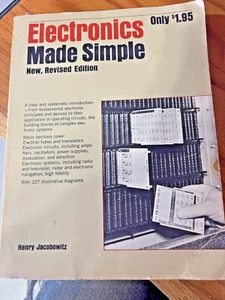 Electronics
Only $1.95
Made Simple
New, Revised Edition
A clear and systematic introduction
—from fundamental electronic
principles and devices to their
application in operating circuits, the
building blocks of complex elec-
tronic systems
Major sections cover:
Electron tubes and transistors
Electronic circuits, including ampli-
fiers, oscillators, power supplies,
modulation, and detection
Electronic systems, including radio
and television, radar and electronic
navigation, high fidelity
With 227 illustrative diagrams
Henry Jacobowitz